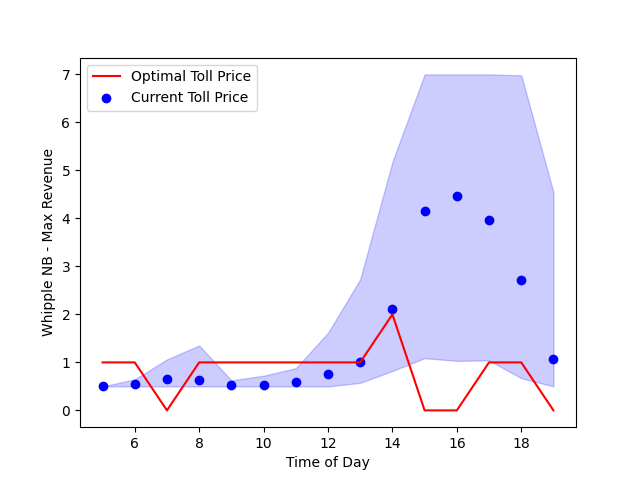 Optimal Toll Price
Current Toll Price
Whipple NB - Max Revenue
7
6
5
4
3
2
1
0
6 8 10 12 14 16 18
Time of Day